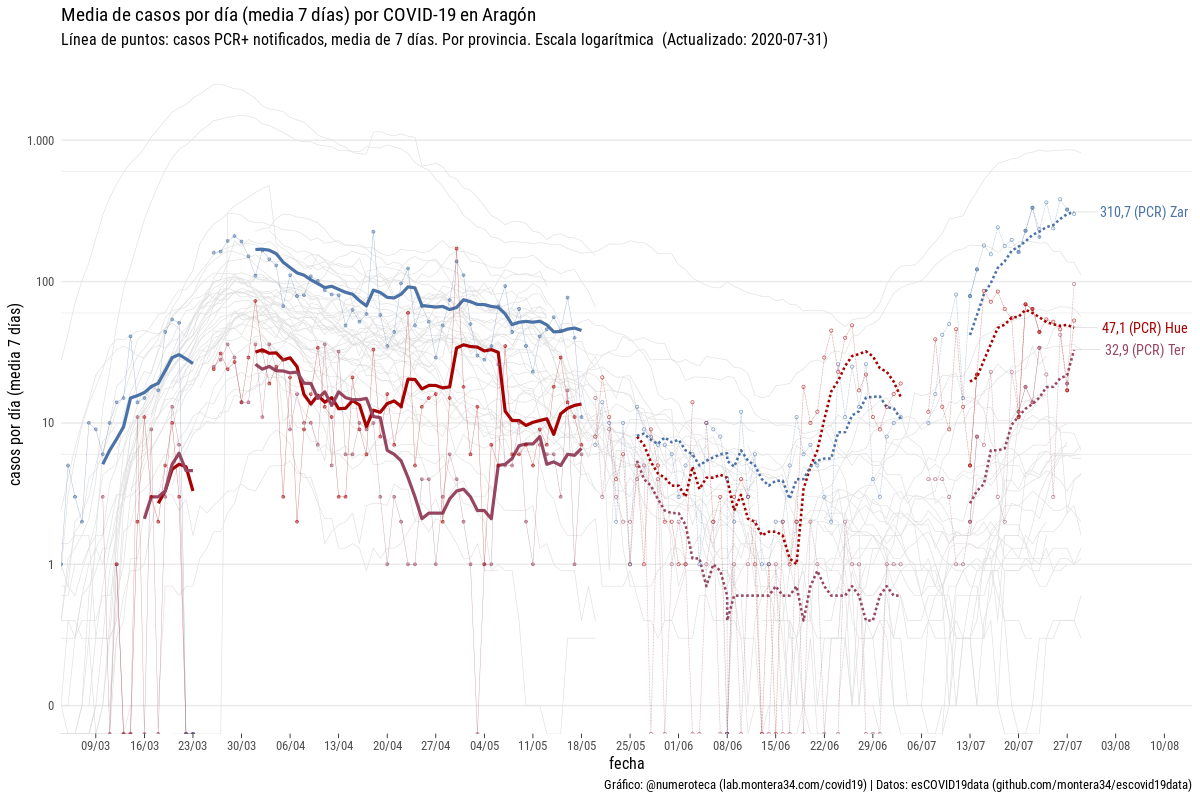 Media de casos por día (media 7 días) por COVID-19 en Aragón
Línea de puntos: casos PCR+ notificados, media de 7 días. Por provincia. Escala logarítmica  (Actualizado: 2020-07-31)
casos por día (media 7 días)
1.000
100
10
1
0
310,7 (PCR) Zar
47,1 (PCR) Hue
32,9 (PCR) Ter
09/03 16/03 23/03 30/03 06/04 13/04 20/04 27/04 04/05 11/05 18/05 25/05 01/06 08/06 15/06 22/06 29/06 06/07 13/07 20/07 27/07 03/08 10/08
fecha
Gráfico: @numeroteca (lab.montera34.com/covid19) | Datos: esCOVID19data (github.com/montera34/escovid19data)